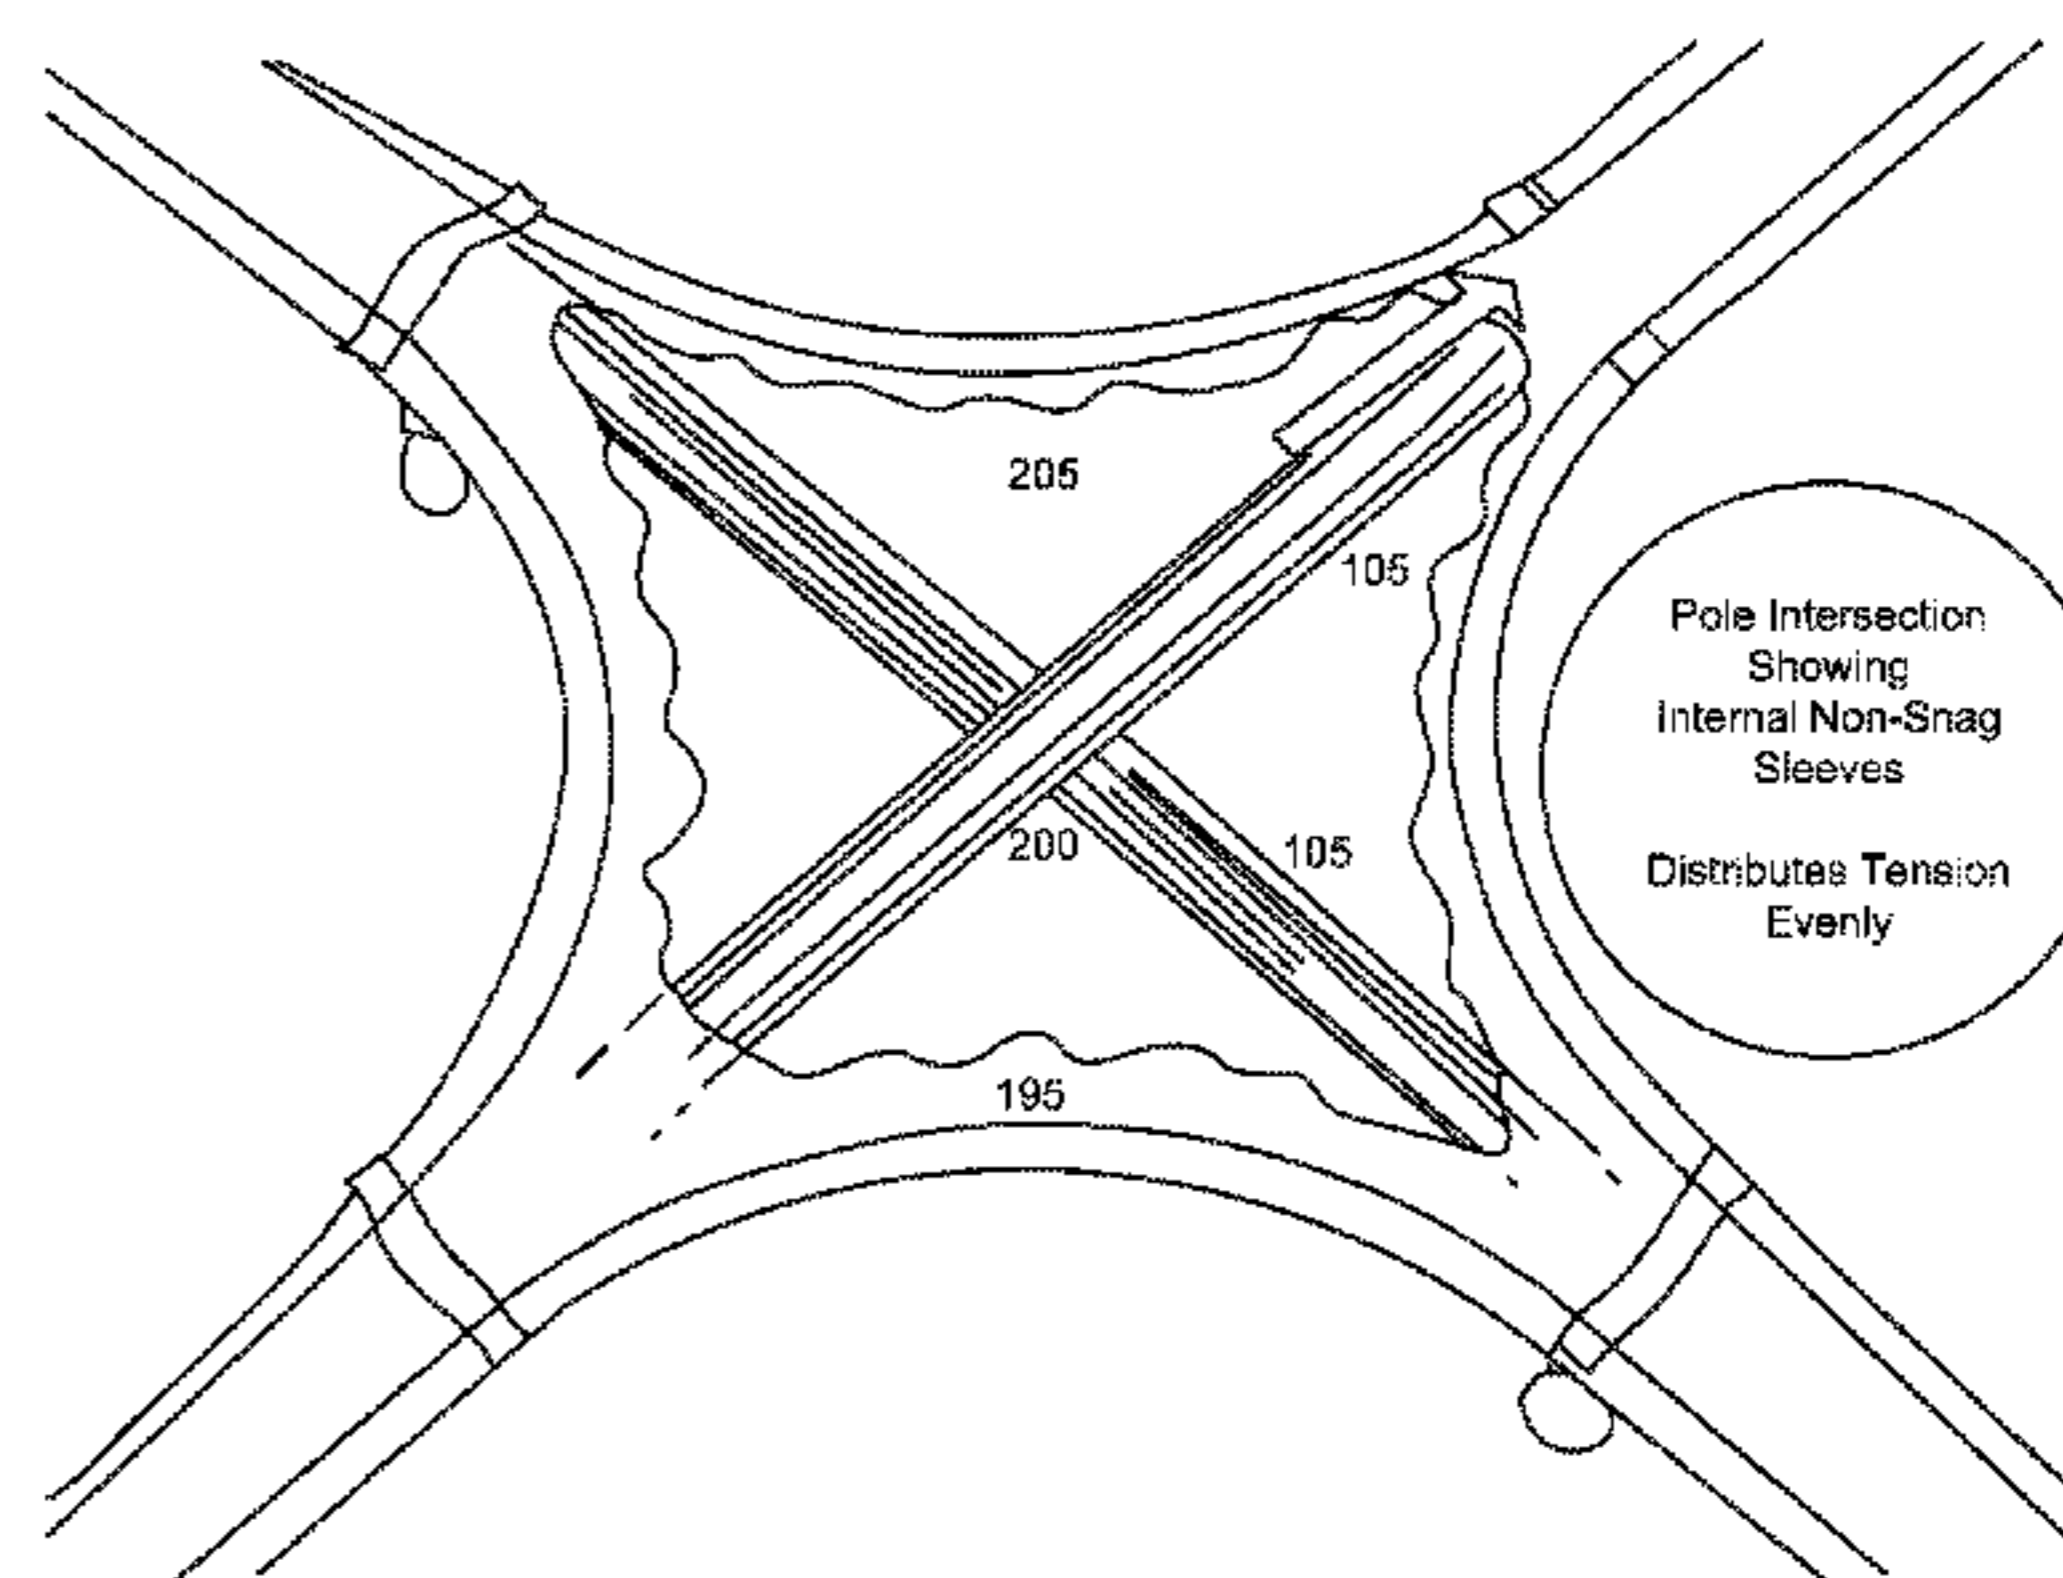 205
105
Pole Intersection
Showing
Internal Non-Snag
Sleeves
200
105
Distributes Tension
Evenly
195